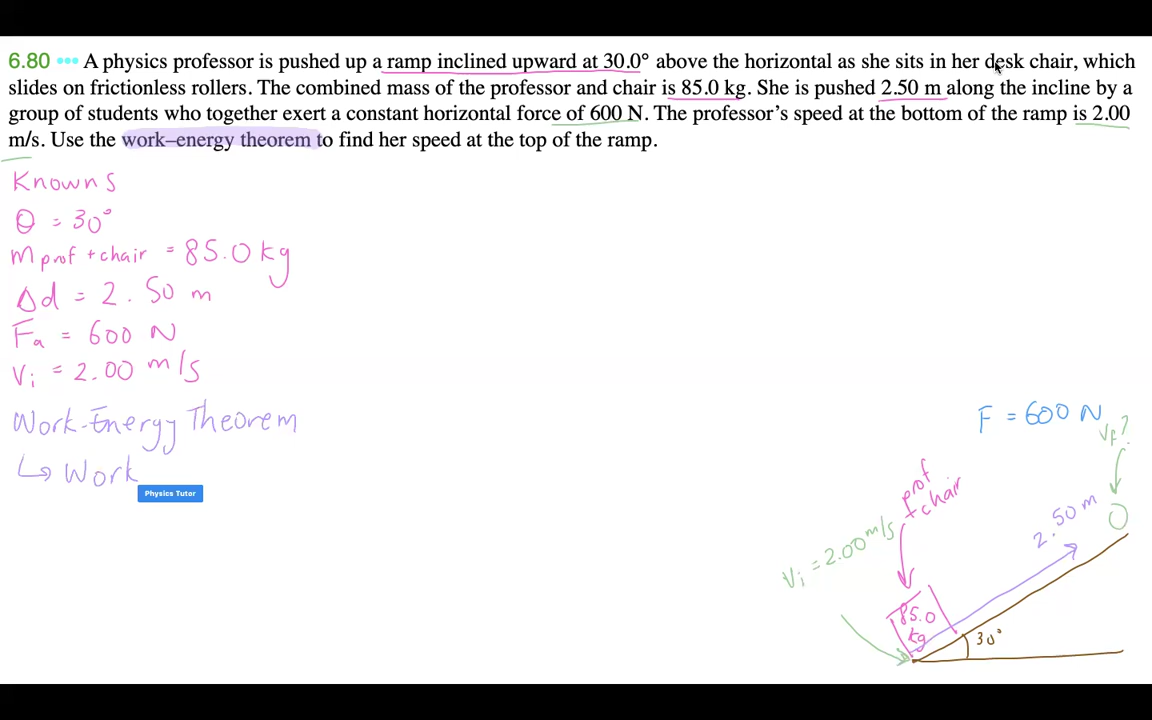 6.80 ••• A physics professor is pushed up a ramp inclined upward at 30.0° above the horizontal as she sits in her desk chair, which
slides on frictionless rollers. The combined mass of the professor and chair is 85.0 kg. She is pushed 2.50 m along the incline by a
group of students who together exert a constant horizontal force of 600 N. The professor's speed at the bottom of the ramp is 2.00
m/s. Use the work–energy theorem to find her speed at the top of the ramp.
Knowns
θ = 30°
m prof + chair = 85.0 kg
Δd = 2.50 m
Fa = 600 N
Vi = 2.00 m/s
Work-Energy Theorem
↳ Work
Physics Tutor
F = 600 N
Vf?
prof
+ chair
2.50 m
Vi = 2.00 m/s
85.0
kg
30°